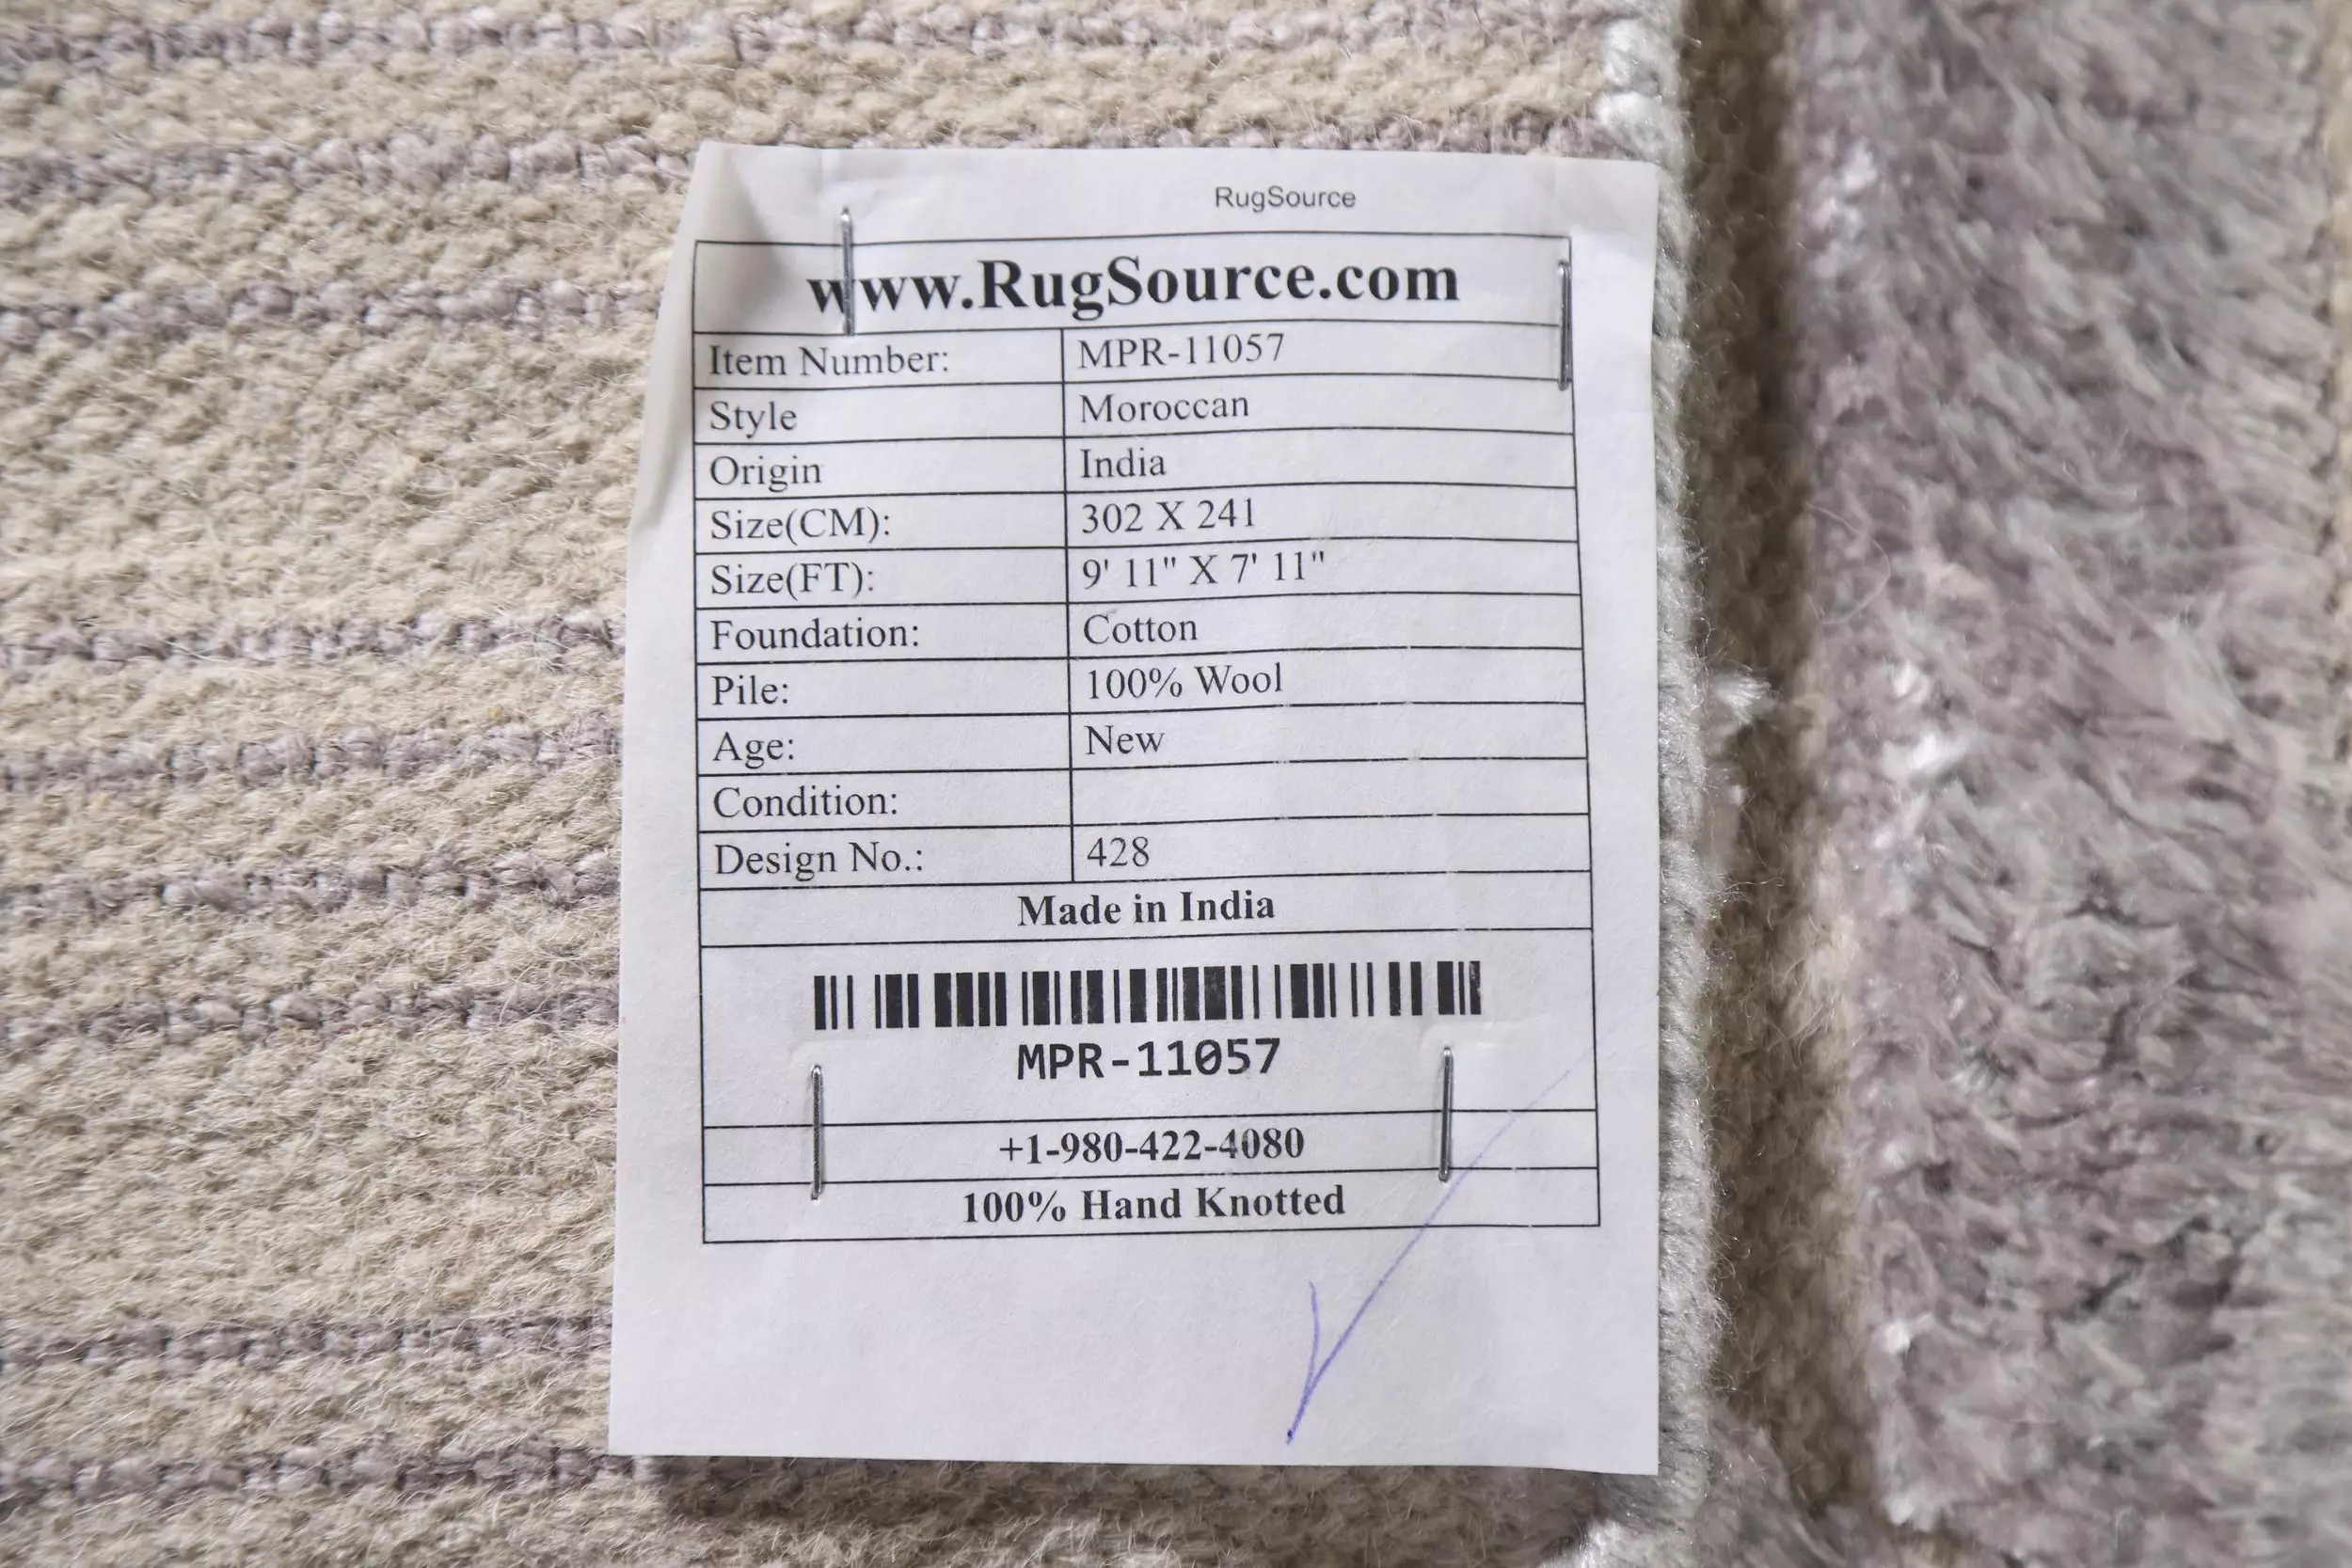 RugSource
www.RugSource.com
Item Number: MPR-11057
Style Moroccan
Origin India
Size(CM): 302 X 241
Size(FT): 9' 11" X 7' 11"
Foundation: Cotton
Pile: 100% Wool
Age: New
Condition:
Design No.: 428
Made in India
MPR-11057
+1-980-422-4080
100% Hand Knotted